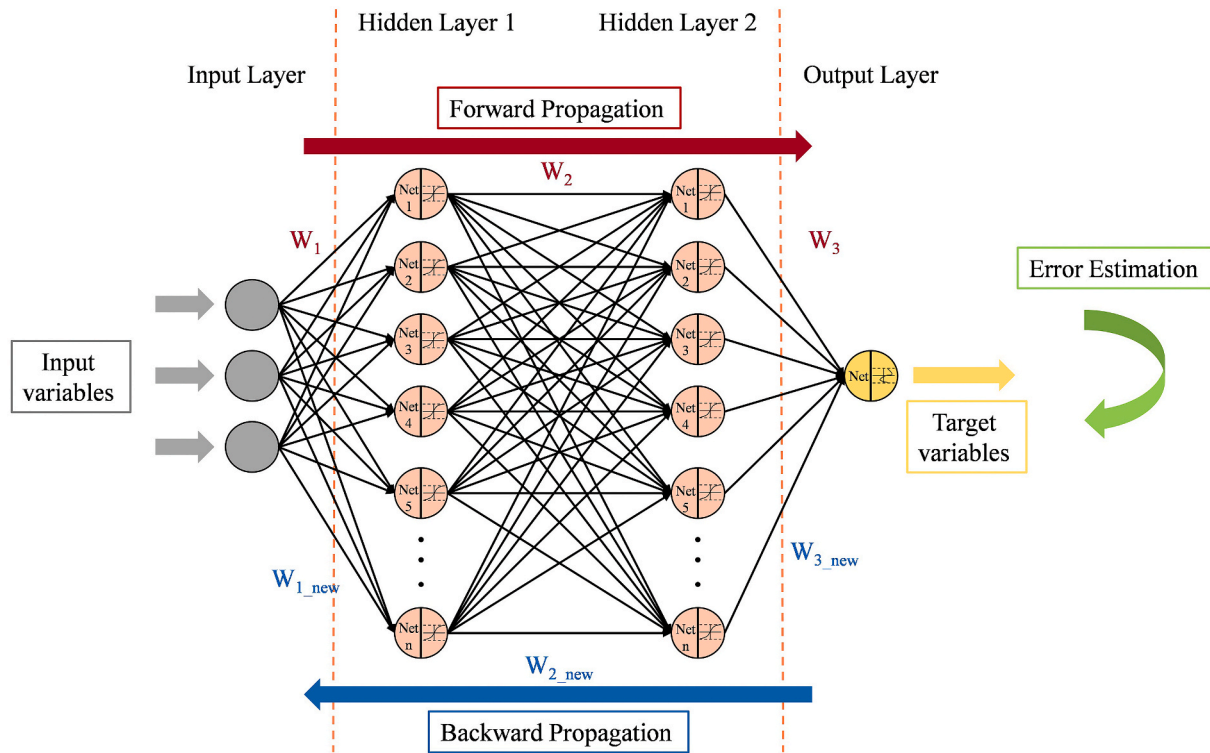 Hidden Layer 1
Hidden Layer 2
Input Layer
Output Layer
Forward Propagation
W2
W1
W3
Net
1
Net
2
Net
3
Net
4
Net
5
Net
n
Net
1
Net
2
Net
3
Net
4
Net
5
Net
n
Input
variables
Net
Target
variables
Error Estimation
W1_new
W3_new
W2_new
Backward Propagation